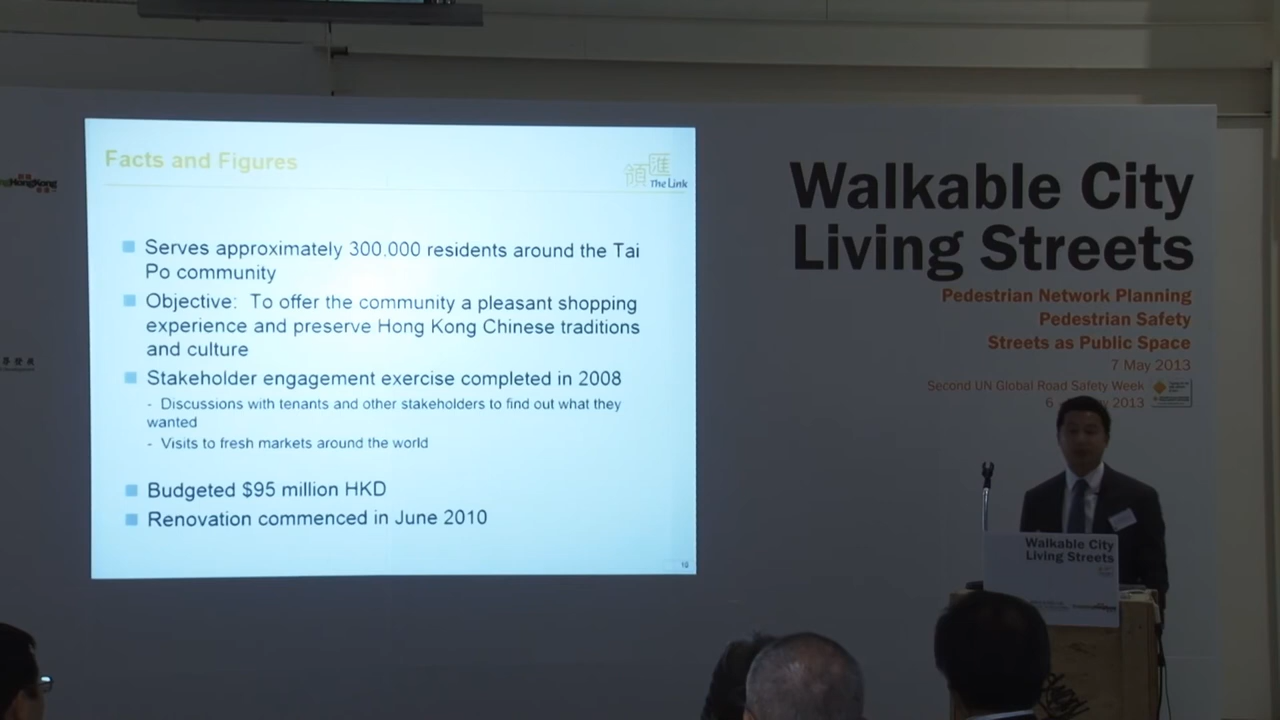 Facts and Figures
領匯
The Link
Serves approximately 300,000 residents around the Tai
Po community
Objective: To offer the community a pleasant shopping
experience and preserve Hong Kong Chinese traditions
and culture
Stakeholder engagement exercise completed in 2008
- Discussions with tenants and other stakeholders to find out what they
wanted
- Visits to fresh markets around the world
Budgeted $95 million HKD
Renovation commenced in June 2010
10
Walkable City
Living Streets
Pedestrian Network Planning
Pedestrian Safety
Streets as Public Space
7 May 2013
Second UN Global Road Safety Week
6
2013
Walkable City
Living Streets
HongKong